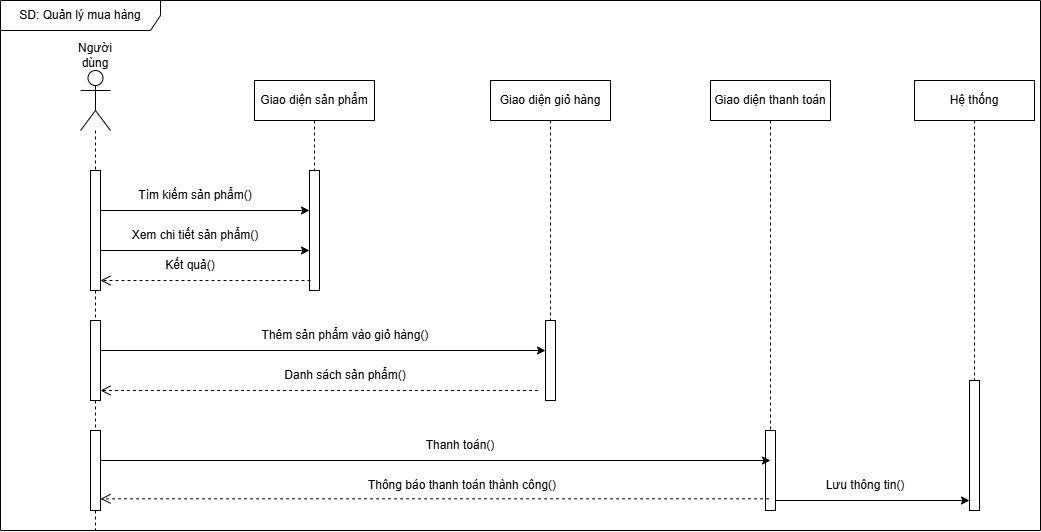 SD: Quản lý mua hàng
Người
dùng
Giao diện sản phẩm
Giao diện giỏ hàng
Giao diện thanh toán
Hệ thống
Tìm kiếm sản phẩm()
Xem chi tiết sản phẩm()
Kết quả()
Thêm sản phẩm vào giỏ hàng()
Danh sách sản phẩm()
Thanh toán()
Thông báo thanh toán thành công()
Lưu thông tin()